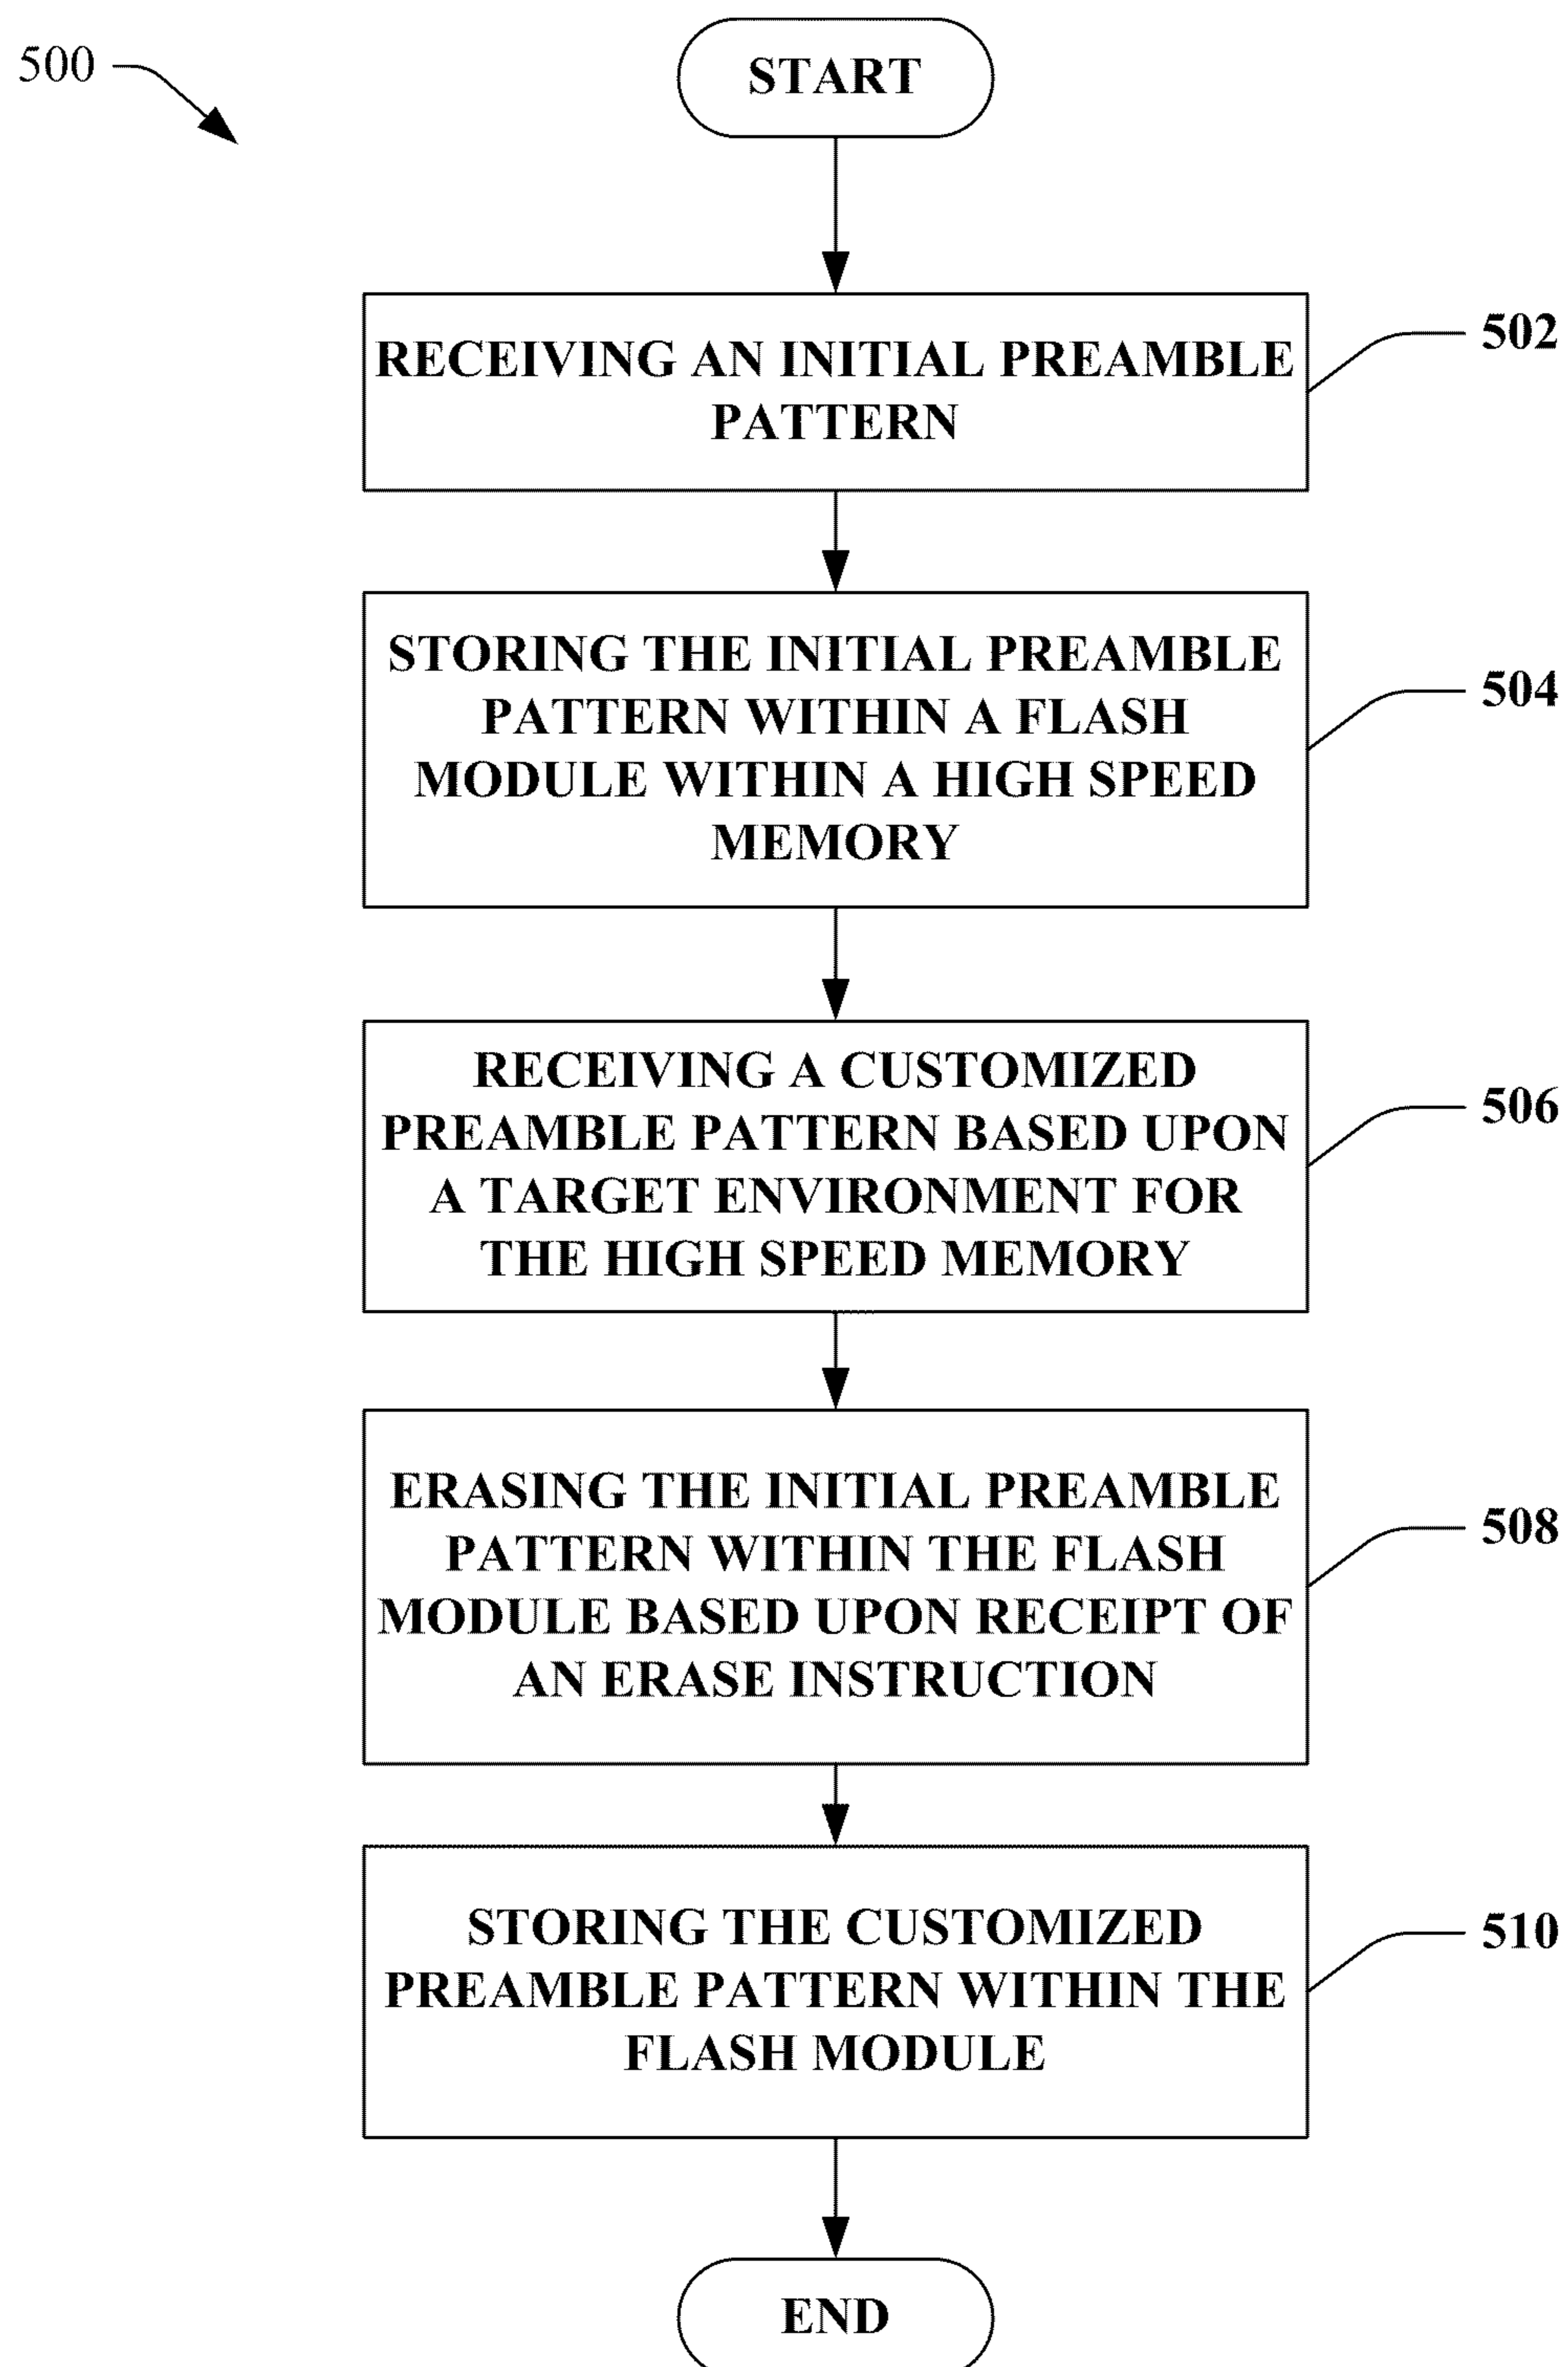 500
START
RECEIVING AN INITIAL PREAMBLE
PATTERN
502
STORING THE INITIAL PREAMBLE
PATTERN WITHIN A FLASH
MODULE WITHIN A HIGH SPEED
MEMORY
504
RECEIVING A CUSTOMIZED
PREAMBLE PATTERN BASED UPON
A TARGET ENVIRONMENT FOR
THE HIGH SPEED MEMORY
506
ERASING THE INITIAL PREAMBLE
PATTERN WITHIN THE FLASH
MODULE BASED UPON RECEIPT OF
AN ERASE INSTRUCTION
508
STORING THE CUSTOMIZED
PREAMBLE PATTERN WITHIN THE
FLASH MODULE
510
END